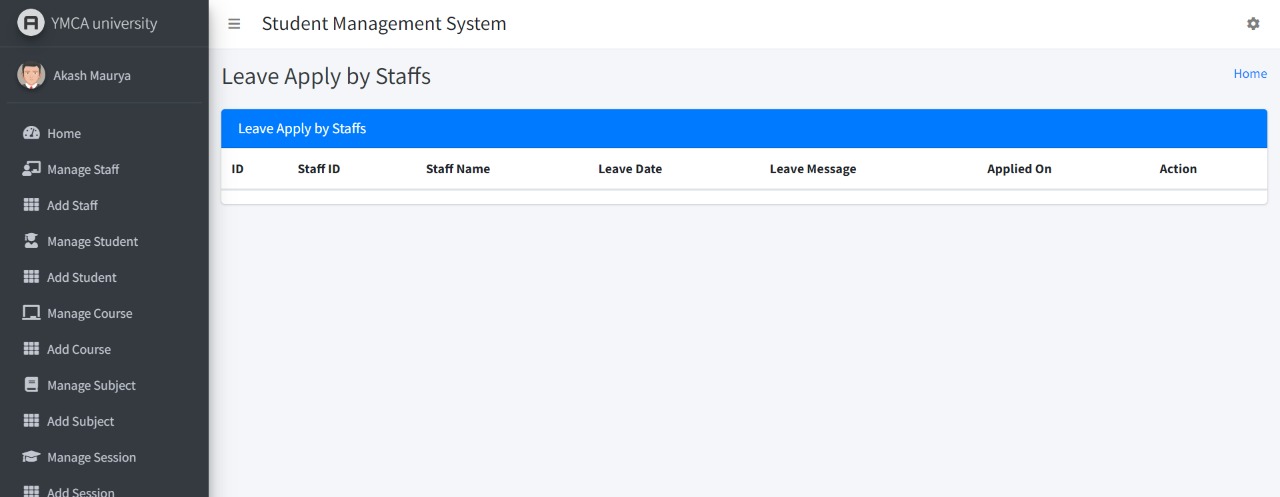 YMCA university
Student Management System
Akash Maurya
Leave Apply by Staffs
Home
Leave Apply by Staffs
ID Staff ID Staff Name Leave Date Leave Message Applied On Action
Home
Manage Staff
Add Staff
Manage Student
Add Student
Manage Course
Add Course
Manage Subject
Add Subject
Manage Session
Add Session